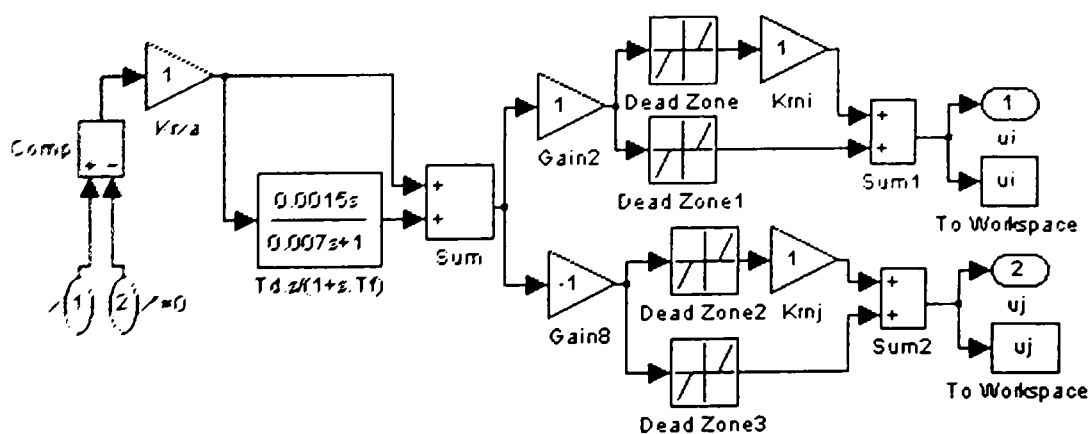 1
Comp
+ -
1
2
=0
0.0015s
0.007s+1
Td.s/(1+s.Tf)
+
+
Sum
1
Gain2
-1
Gain8
Dead Zone
Dead Zone1
1
Krni
+
+
Sum1
1
ui
ui
To Workspace
Dead Zone2
Dead Zone3
1
Krnj
+
+
Sum2
2
uj
uj
To Workspace